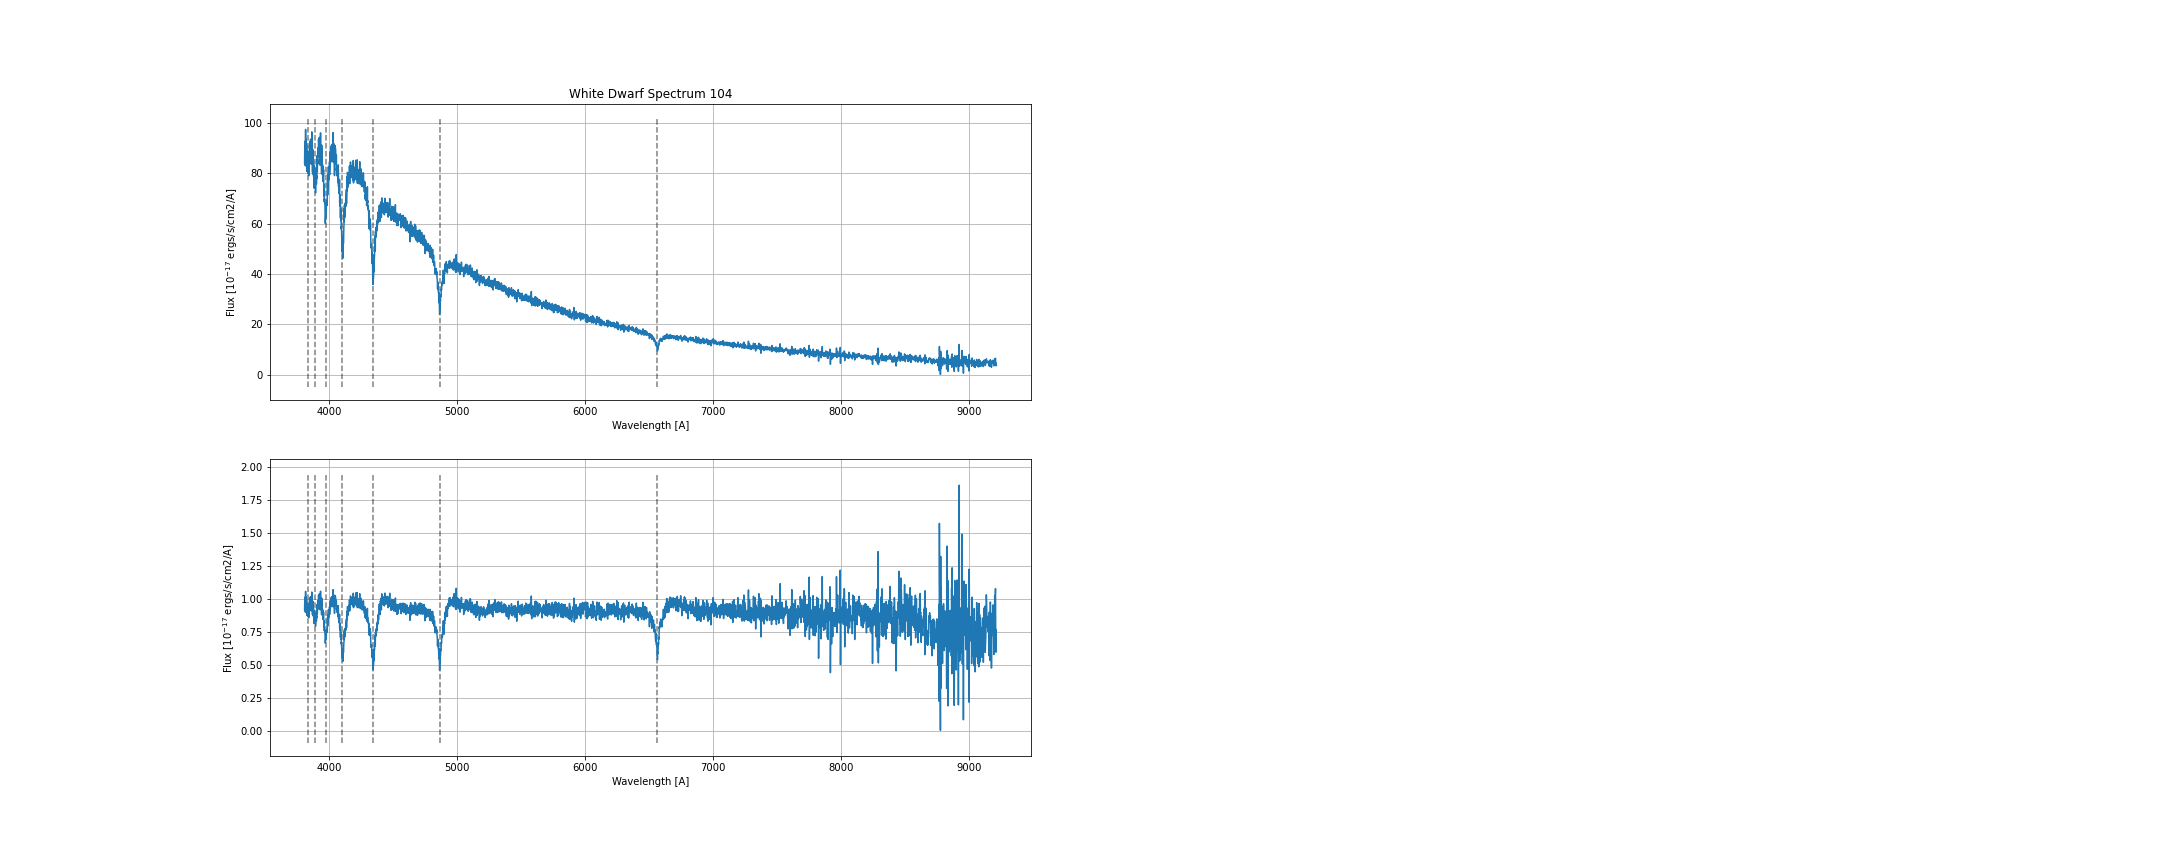 White Dwarf Spectrum 104
Flux [10⁻¹⁷ ergs/s/cm2/A]
100
80
60
40
20
0
4000 5000 6000 7000 8000 9000
Wavelength [A]
Flux [10⁻¹⁷ ergs/s/cm2/A]
2.00
1.75
1.50
1.25
1.00
0.75
0.50
0.25
0.00
4000 5000 6000 7000 8000 9000
Wavelength [A]